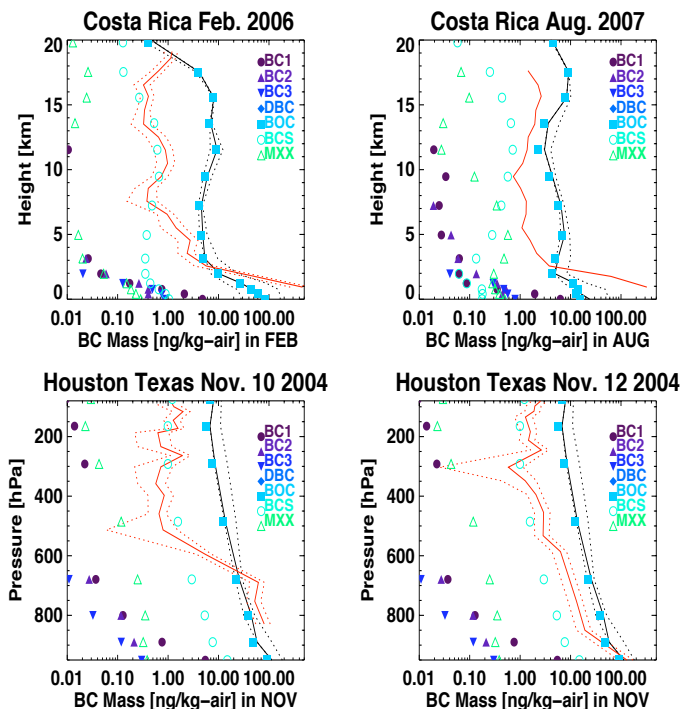 Costa Rica Feb. 2006
Height [km]
20
15
10
5
0
BC1
BC2
BC3
DBC
BOC
BCS
MXX
0.01 0.10 1.00 10.00 100.00
BC Mass [ng/kg-air] in FEB
Costa Rica Aug. 2007
Height [km]
20
15
10
5
0
BC1
BC2
BC3
DBC
BOC
BCS
MXX
0.01 0.10 1.00 10.00 100.00
BC Mass [ng/kg-air] in AUG
Houston Texas Nov. 10 2004
Pressure [hPa]
200
400
600
800
BC1
BC2
BC3
DBC
BOC
BCS
MXX
0.01 0.10 1.00 10.00 100.00
BC Mass [ng/kg-air] in NOV
Houston Texas Nov. 12 2004
Pressure [hPa]
200
400
600
800
BC1
BC2
BC3
DBC
BOC
BCS
MXX
0.01 0.10 1.00 10.00 100.00
BC Mass [ng/kg-air] in NOV